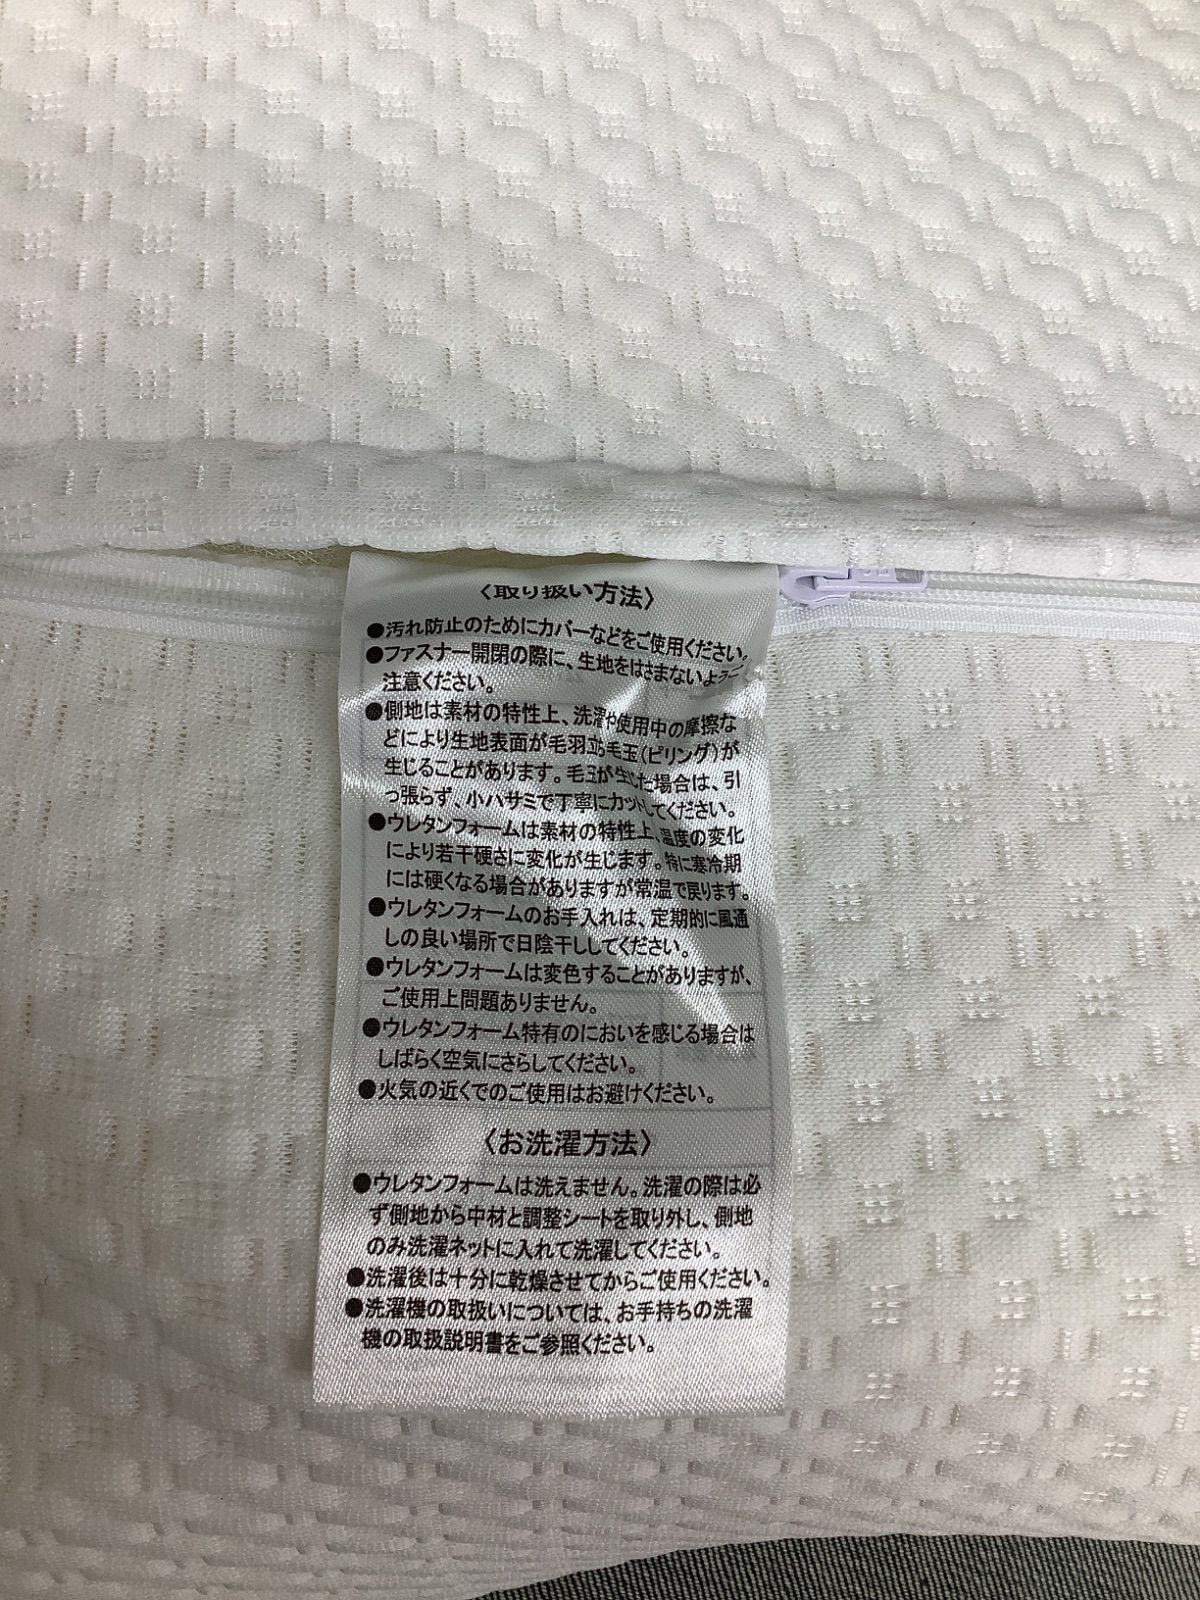 〈取り扱い方法〉
●汚れ防止のためにカバーなどをご使用ください。
●ファスナー開閉の際に、生地をはさまないよう
注意ください。
●側地は素材の特性上、洗濯や使用中の摩擦な
どにより生地表面が毛羽立ち毛玉(ピリング)が
生じることがあります。毛玉が生じた場合は、引
っ張らず、小ハサミで丁寧にカットしてください。
●ウレタンフォームは素材の特性上、温度の変化
により若干硬さに変化が生じます。特に寒冷期
には硬くなる場合がありますが常温で戻ります。
●ウレタンフォームのお手入れは、定期的に風通
しの良い場所で日陰干ししてください。
●ウレタンフォームは変色することがありますが、
ご使用上問題ありません。
●ウレタンフォーム特有のにおいを感じる場合は
しばらく空気にさらしてください。
●火気の近くでのご使用はお避けください。
〈お洗濯方法〉
●ウレタンフォームは洗えません。洗濯の際は必
ず側地から中材と調整シートを取り外し、側地
のみ洗濯ネットに入れて洗濯してください。
●洗濯後は十分に乾燥させてからご使用ください。
●洗濯機の取扱いについては、お手持ちの洗濯
機の取扱説明書をご参照ください。